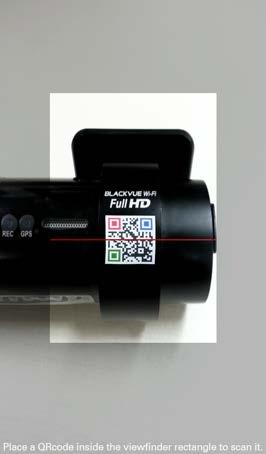 BLACKVUE Wi-Fi
Full HD
REC GPS
Place a QRcode inside the viewfinder rectangle to scan it.